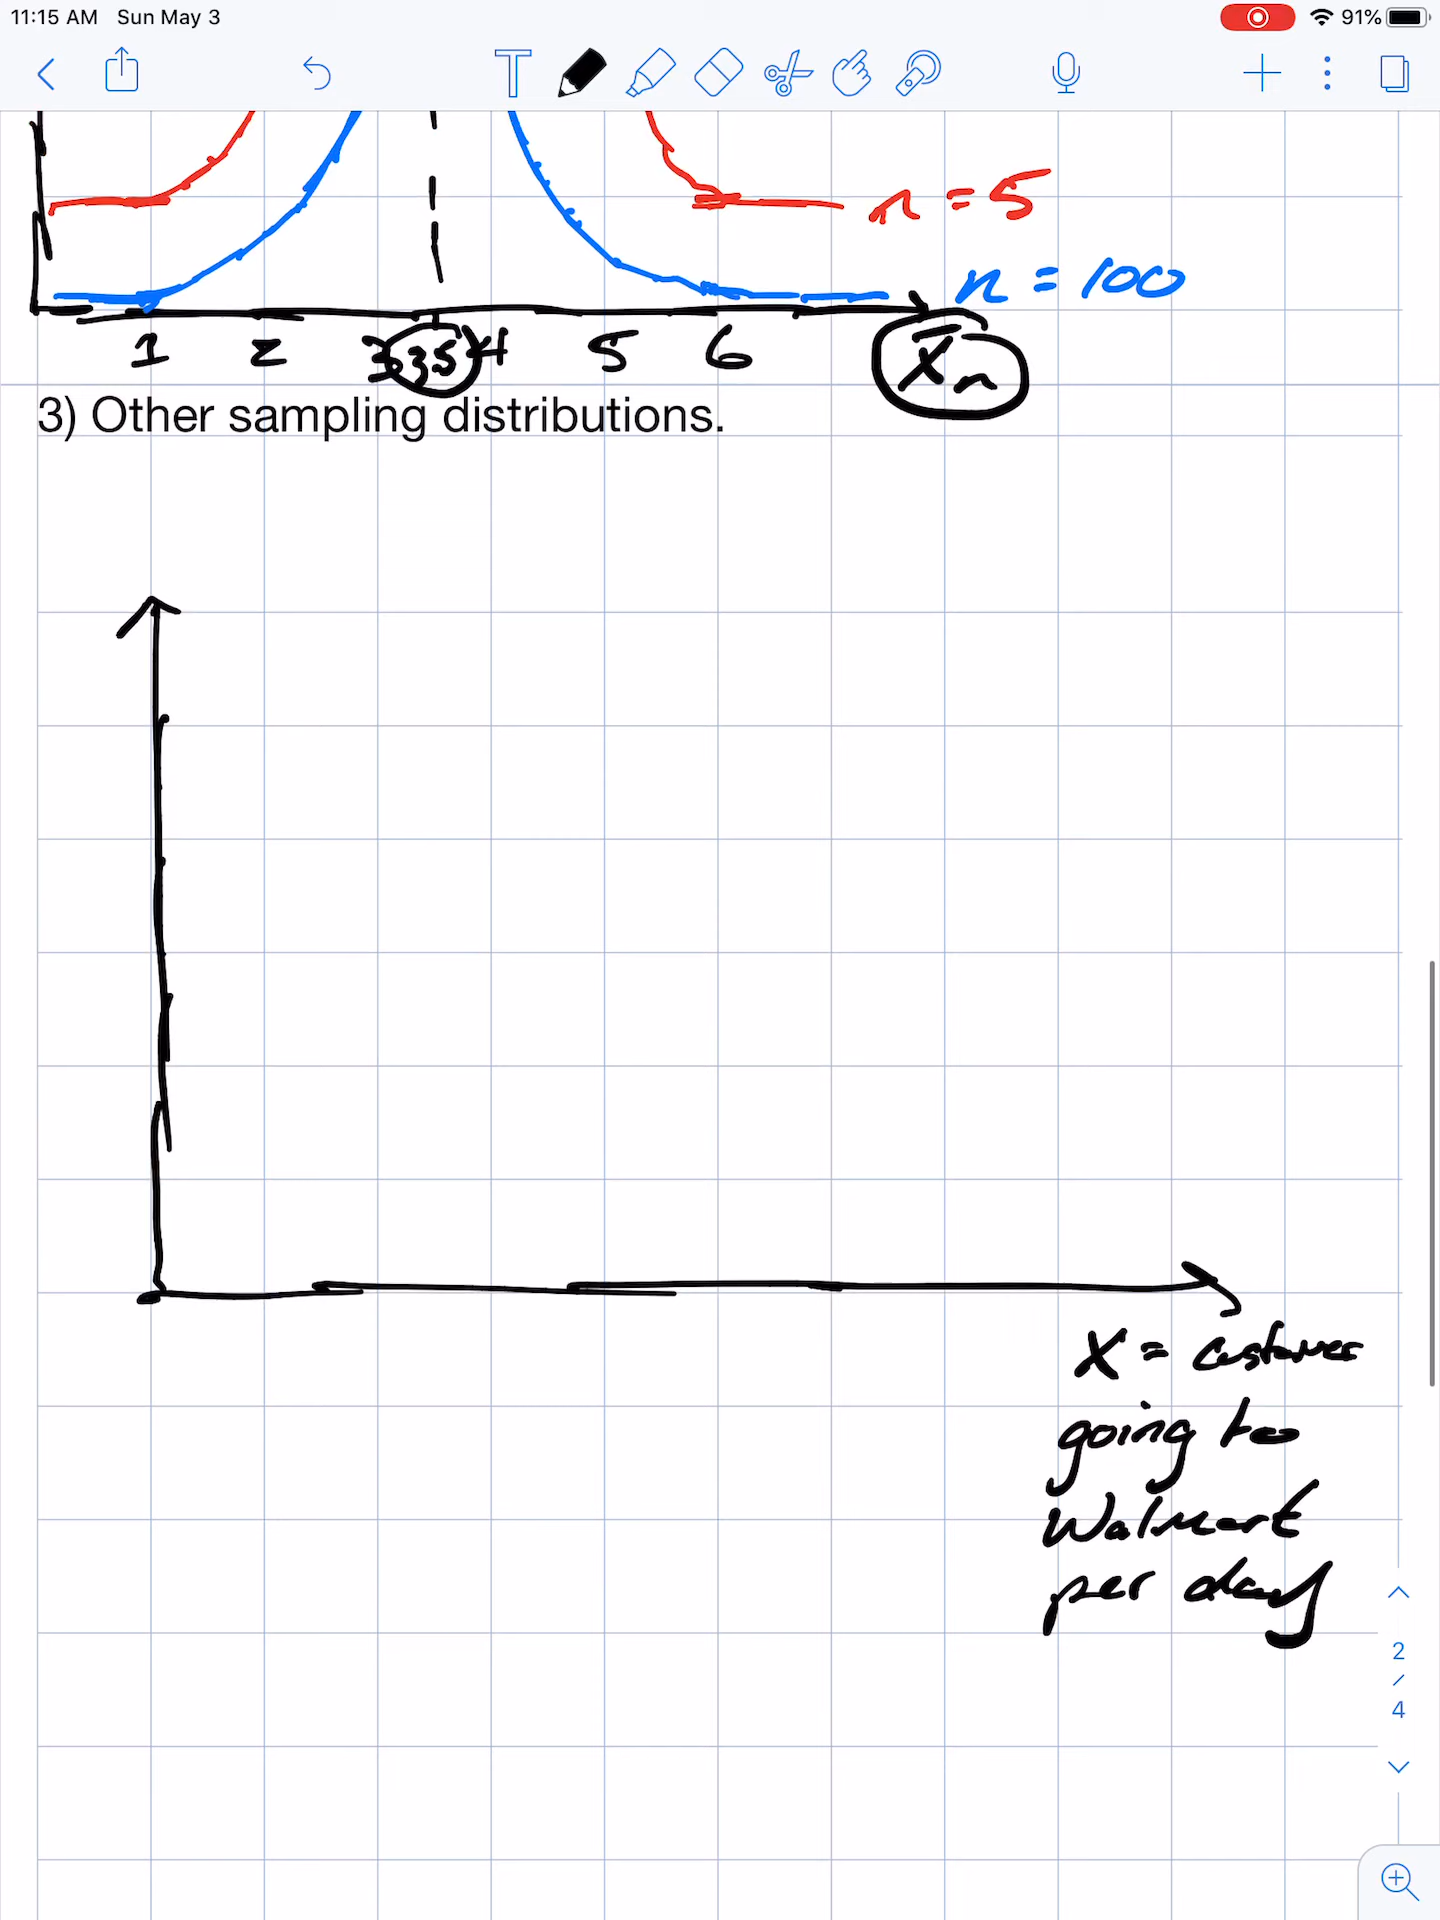 11:15 AM Sun May 3
91%
T
n = 5
n = 100
1 2 3 3.5 4 5 6 X̄n
3) Other sampling distributions.
X = customer
going to
Walmart
per day
2
/
4